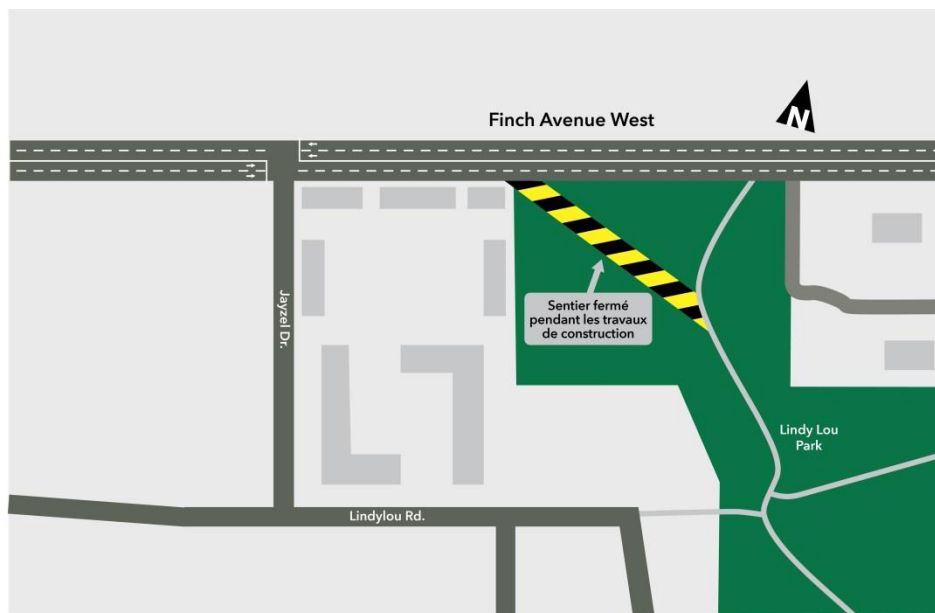 Finch Avenue West
N
Sentier fermé
pendant les travaux
de construction
Jayzel Dr.
Lindy Lou
Park
Lindylou Rd.